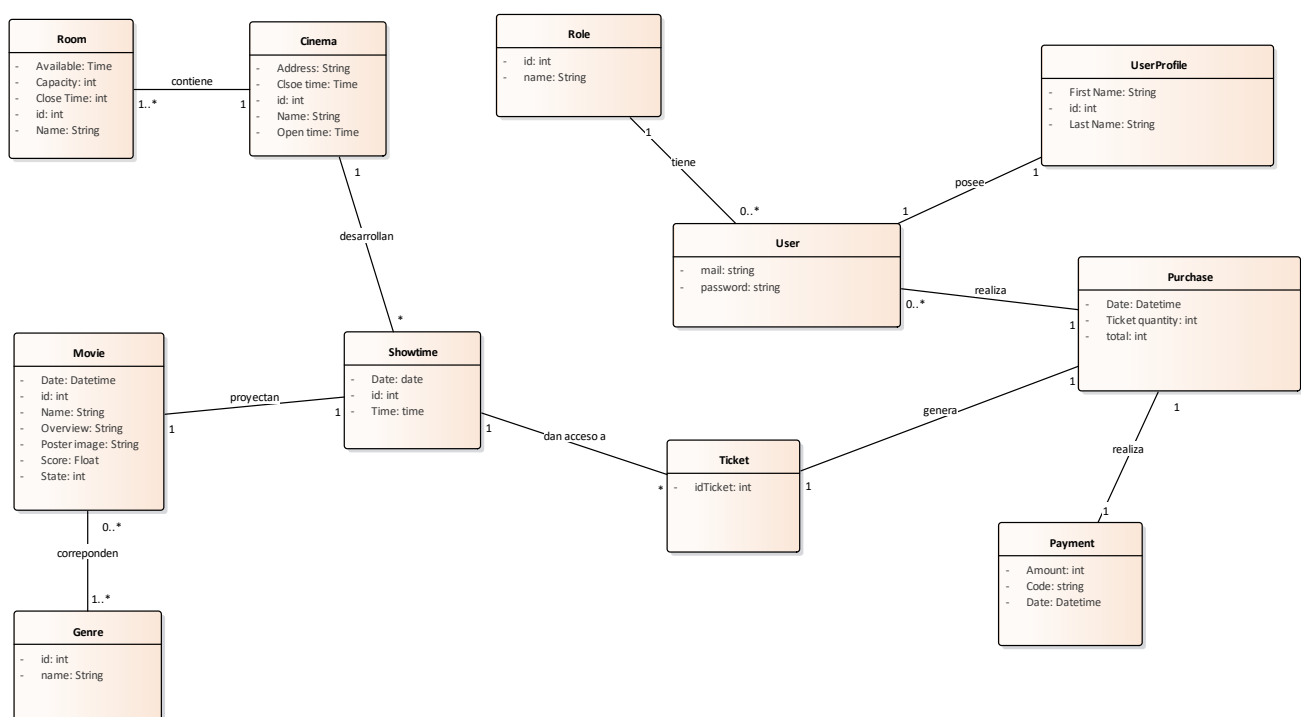 Room
- Available: Time
- Capacity: int
- Close Time: int
- id: int
- Name: String
contiene
1..*
1
Cinema
- Address: String
- Clsoe time: Time
- id: int
- Name: String
- Open time: Time
1
desarrollan
*
Role
- id: int
- name: String
1
tiene
0..*
UserProfile
- First Name: String
- id: int
- Last Name: String
1
posee
1
User
- mail: string
- password: string
0..*
realiza
1
Purchase
- Date: Datetime
- Ticket quantity: int
- total: int
1
genera
1
1
realiza
1
Movie
- Date: Datetime
- id: int
- Name: String
- Overview: String
- Poster image: String
- Score: Float
- State: int
1
proyectan
1
Showtime
- Date: date
- id: int
- Time: time
1
dan acceso a
*
Ticket
- idTicket: int
Payment
- Amount: int
- Code: string
- Date: Datetime
0..*
correponden
1..*
Genre
- id: int
- name: String